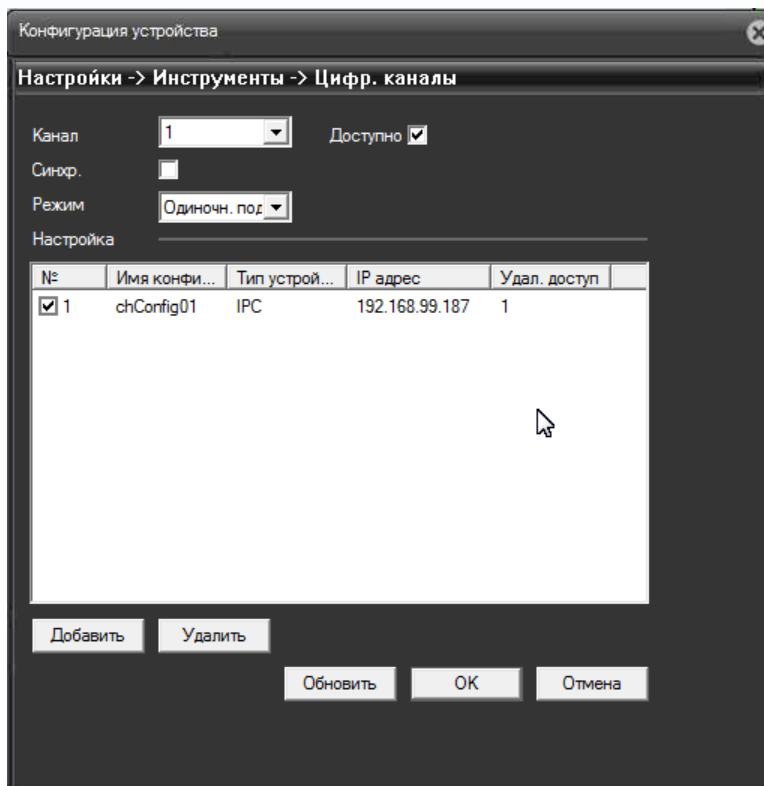 Конфигурация устройства
Настройки -> Инструменты -> Цифр. каналы
Канал 1 Доступно
Синхр.
Режим Одиночн. под
Настройка
№ Имя конфи... Тип устрой... IP адрес Удал. доступ
1 chConfig01 IPC 192.168.99.187 1
Добавить Удалить
Обновить OK Отмена